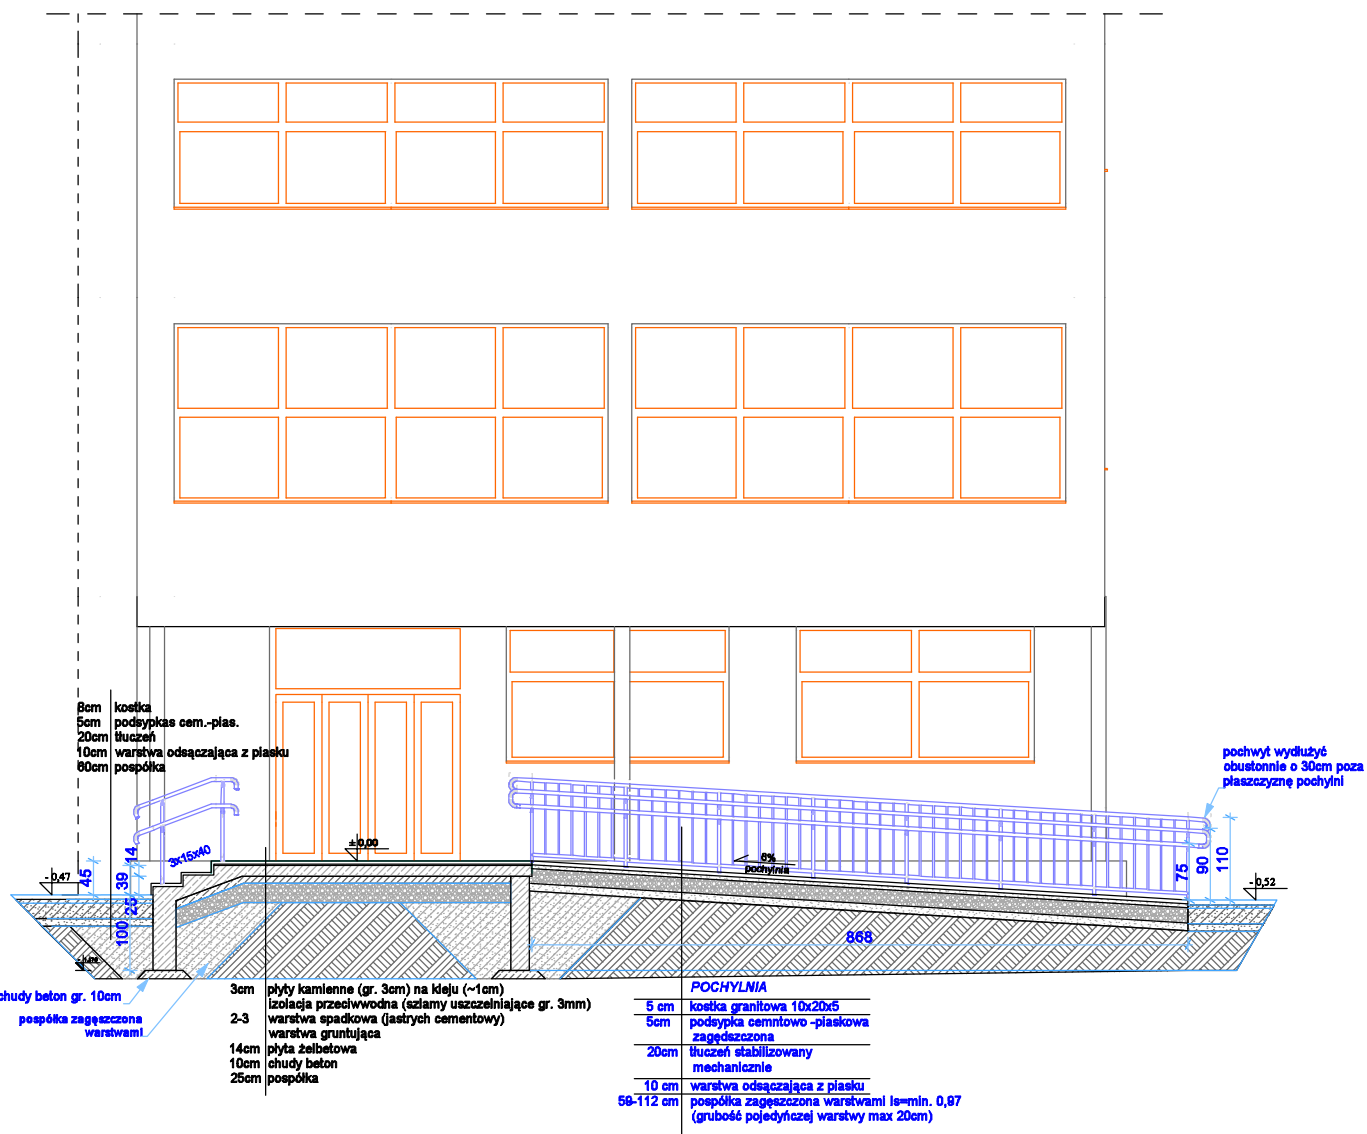 8cm kostka
5cm podsypkas cem.-pias.
20cm tłuczeń
10cm warstwa odsączająca z piasku
60cm pospółka
pochwyt wydłużyć
obustonnie o 30cm poza
płaszczyznę pochylni
3x15x40
± 0,00
6%
pochylnia
14
45
39
25
100
- 0,47
75
90
110
- 0,52
868
chudy beton gr. 10cm
pospółka zagęszczona
warstwami
3cm płyty kamienne (gr. 3cm) na kleju (~1cm)
izolacja przeciwwodna (szlamy uszczelniające gr. 3mm)
2-3 warstwa spadkowa (jastrych cementowy)
warstwa gruntująca
14cm płyta żelbetowa
10cm chudy beton
25cm pospółka
POCHYLNIA
5 cm kostka granitowa 10x20x5
5cm podsypka cemntowo -piaskowa
zagędszczona
20cm tłuczeń stabilizowany
mechanicznie
10 cm warstwa odsączająca z piasku
59-112 cm pospółka zagęszczona warstwami Is=min. 0,97
(grubość pojedyńczej warstwy max 20cm)